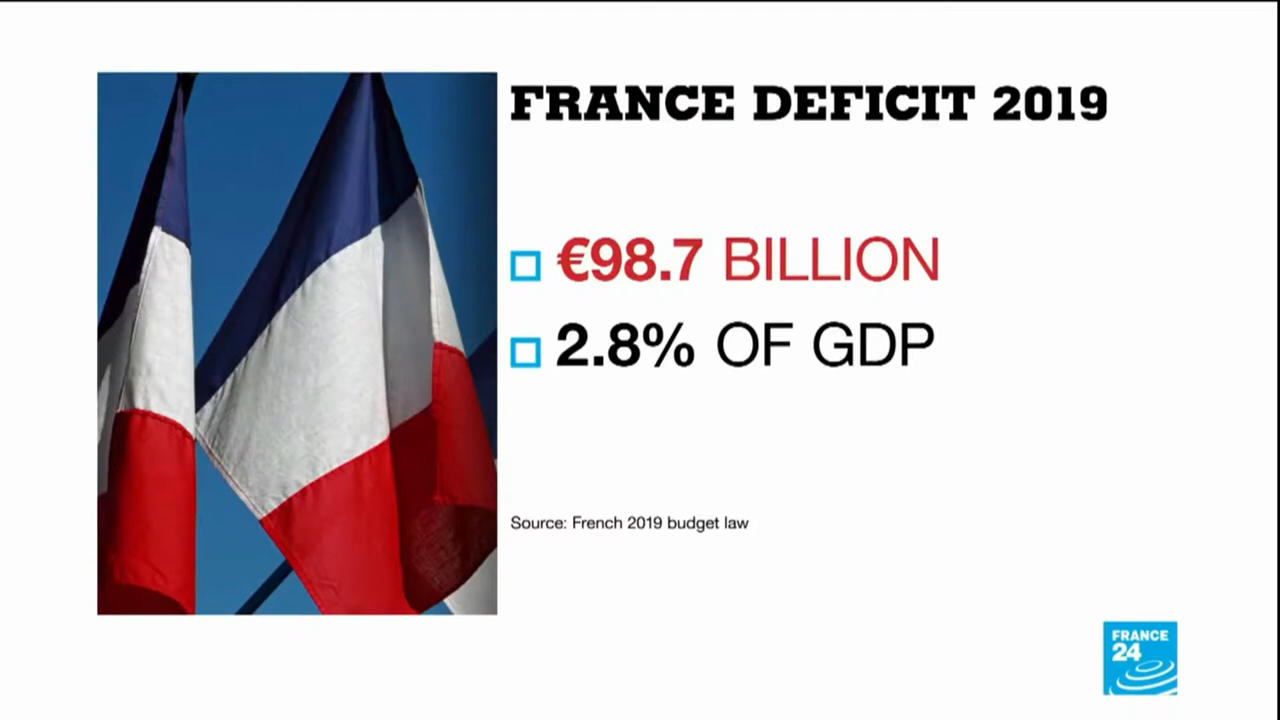 FRANCE DEFICIT 2019
€98.7 BILLION
2.8% OF GDP
Source: French 2019 budget law
FRANCE
24